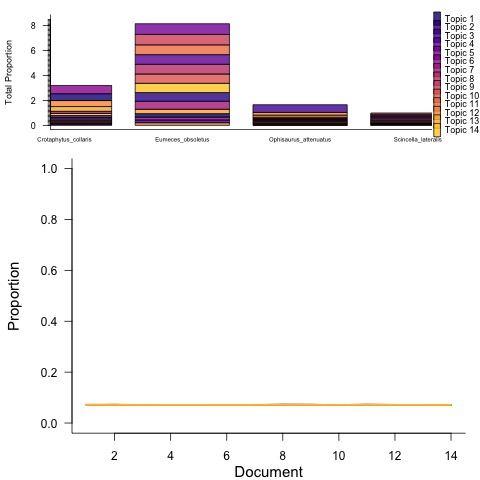 Total Proportion
8
6
4
2
0
Crotaphytus_collaris
Eumeces_obsoletus
Ophisaurus_attenuatus
Scincella_lateralis
Topic 1
Topic 2
Topic 3
Topic 4
Topic 5
Topic 6
Topic 7
Topic 8
Topic 9
Topic 10
Topic 11
Topic 12
Topic 13
Topic 14
Proportion
1.0
0.8
0.6
0.4
0.2
0.0
2 4 6 8 10 12 14
Document